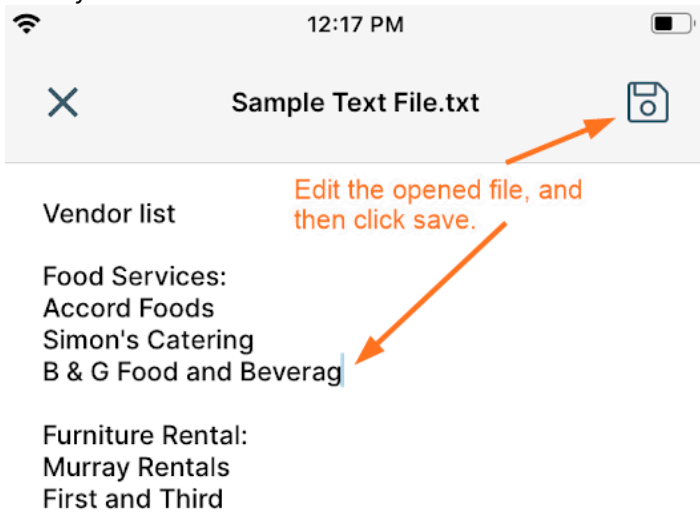 12:17 PM
Sample Text File.txt
Edit the opened file, and
then click save.
Vendor list
Food Services:
Accord Foods
Simon's Catering
B & G Food and Beverag
Furniture Rental:
Murray Rentals
First and Third